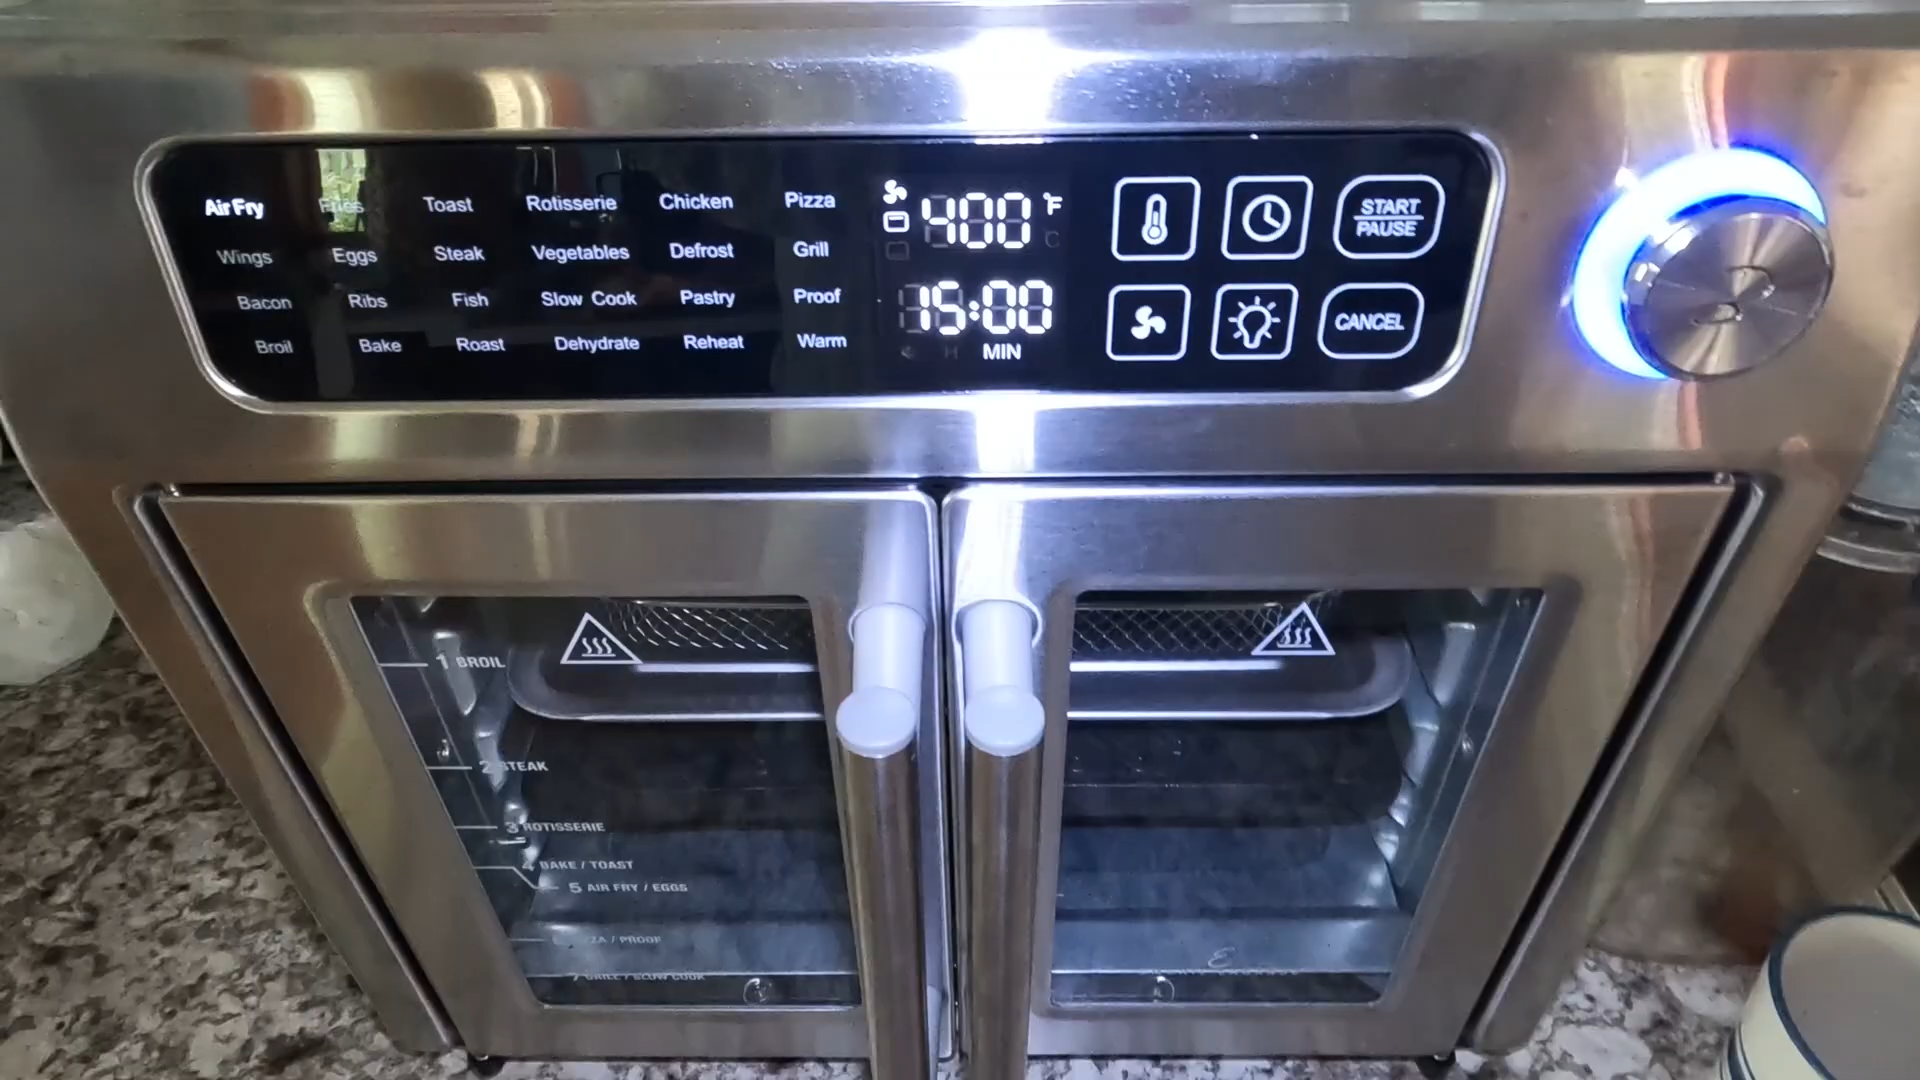 Air Fry Fries Toast Rotisserie Chicken Pizza
Wings Eggs Steak Vegetables Defrost Grill
Bacon Ribs Fish Slow Cook Pastry Proof
Broil Bake Roast Dehydrate Reheat Warm
400 °F
C
15:00
H MIN
START
PAUSE
CANCEL
1 BROIL
2 STEAK
3 ROTISSERIE
4 BAKE / TOAST
5 AIR FRY / EGGS
/ PROOF
GRILL / SLOW COOK